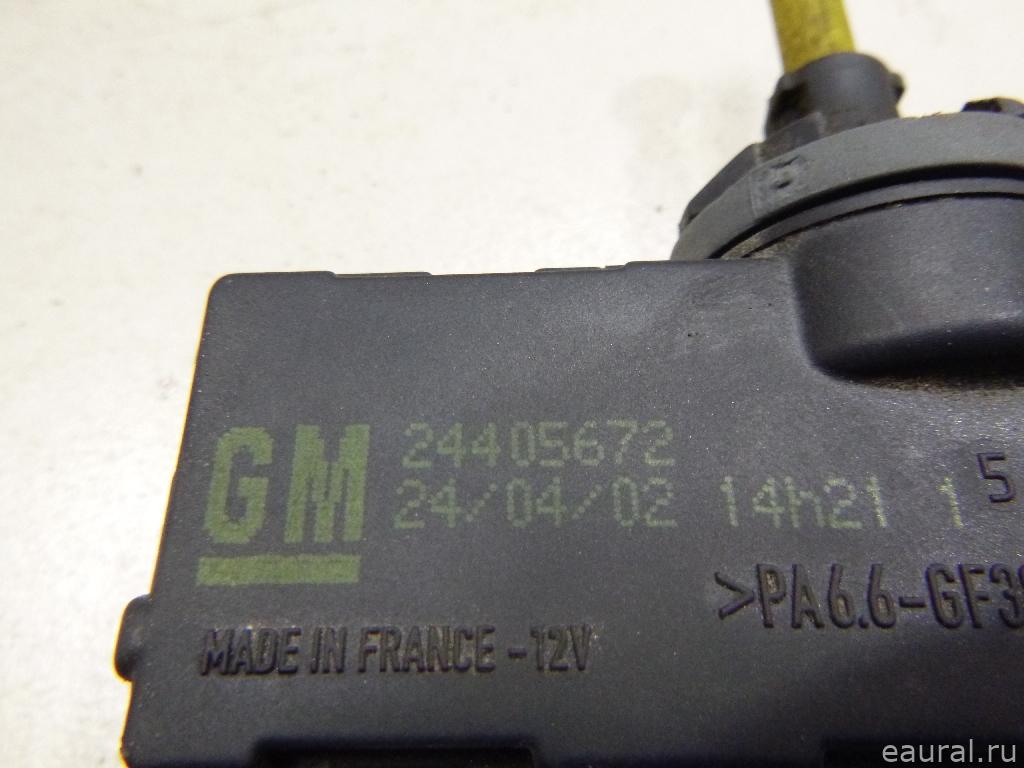 GM 24405672
24/04/02 14h21 1
5
>PA6.6-GF3
MADE IN FRANCE -12V
eaural.ru